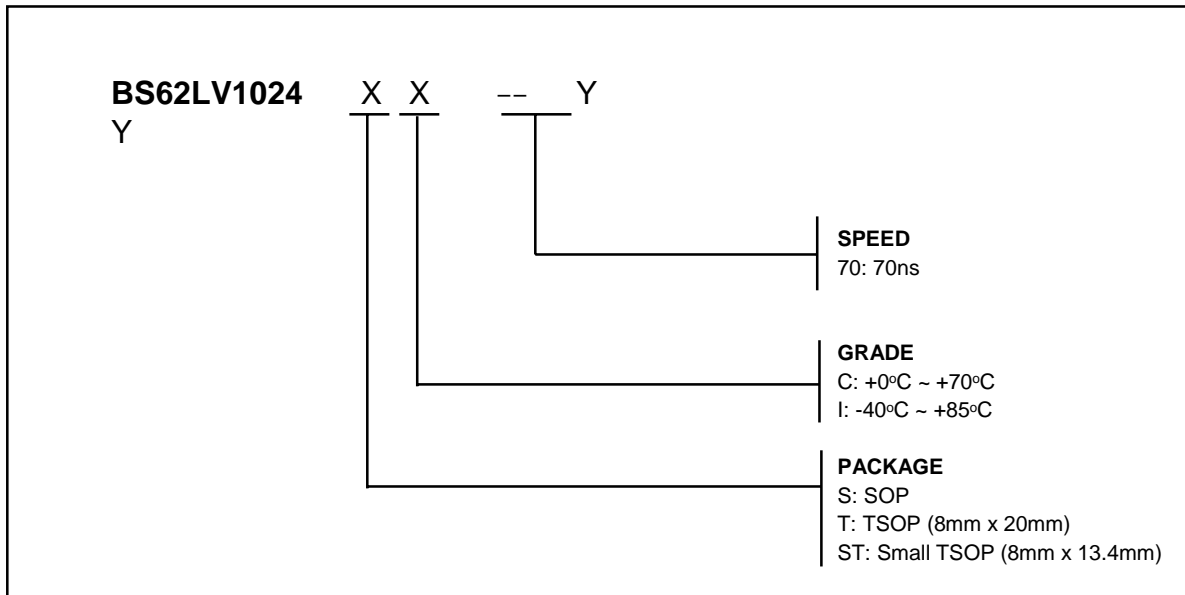 BS62LV1024 X X -- Y
Y
SPEED
70: 70ns
GRADE
C: +0oC ~ +70oC
I: -40oC ~ +85oC
PACKAGE
S: SOP
T: TSOP (8mm x 20mm)
ST: Small TSOP (8mm x 13.4mm)